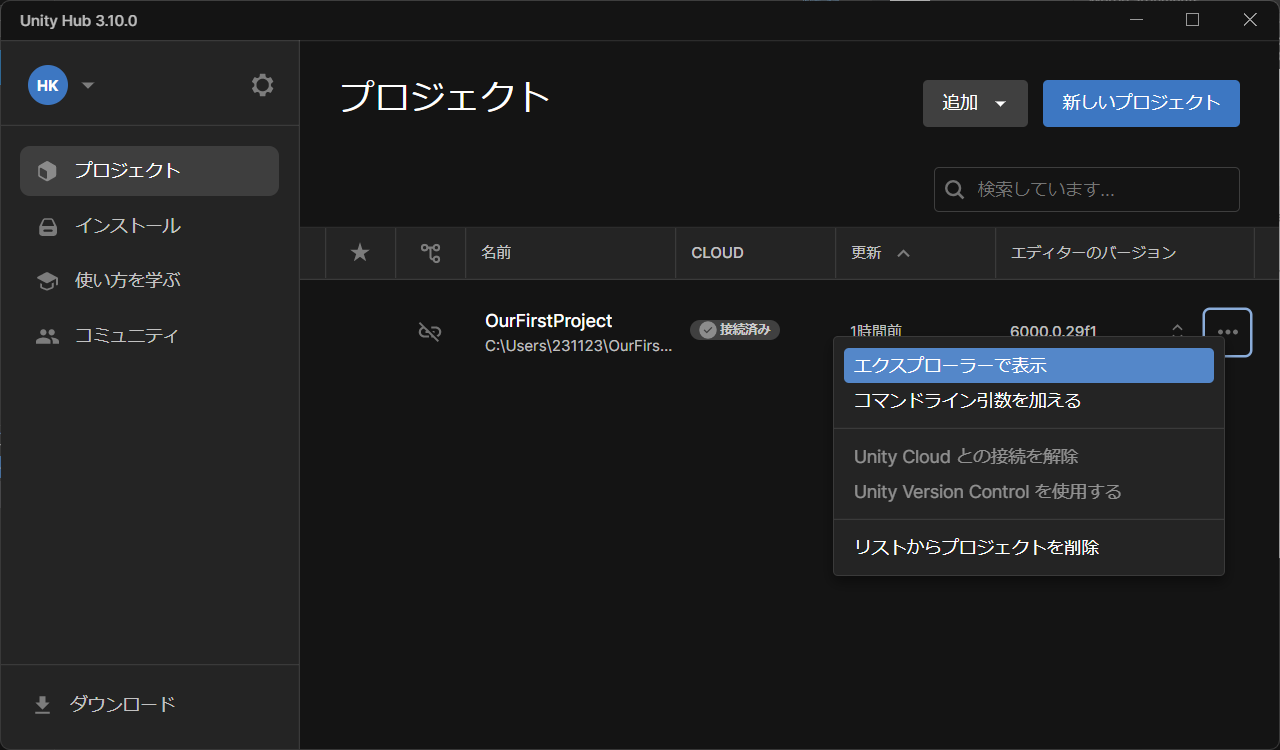 Unity Hub 3.10.0
HK
プロジェクト
インストール
使い方を学ぶ
コミュニティ
ダウンロード
プロジェクト
追加
新しいプロジェクト
検索しています...
名前 CLOUD 更新 エディターのバージョン
OurFirstProject
C:\Users\231123\OurFirs...
接続済み
1時間前
6000.0.29f1
エクスプローラーで表示
コマンドライン引数を加える
Unity Cloud との接続を解除
Unity Version Control を使用する
リストからプロジェクトを削除